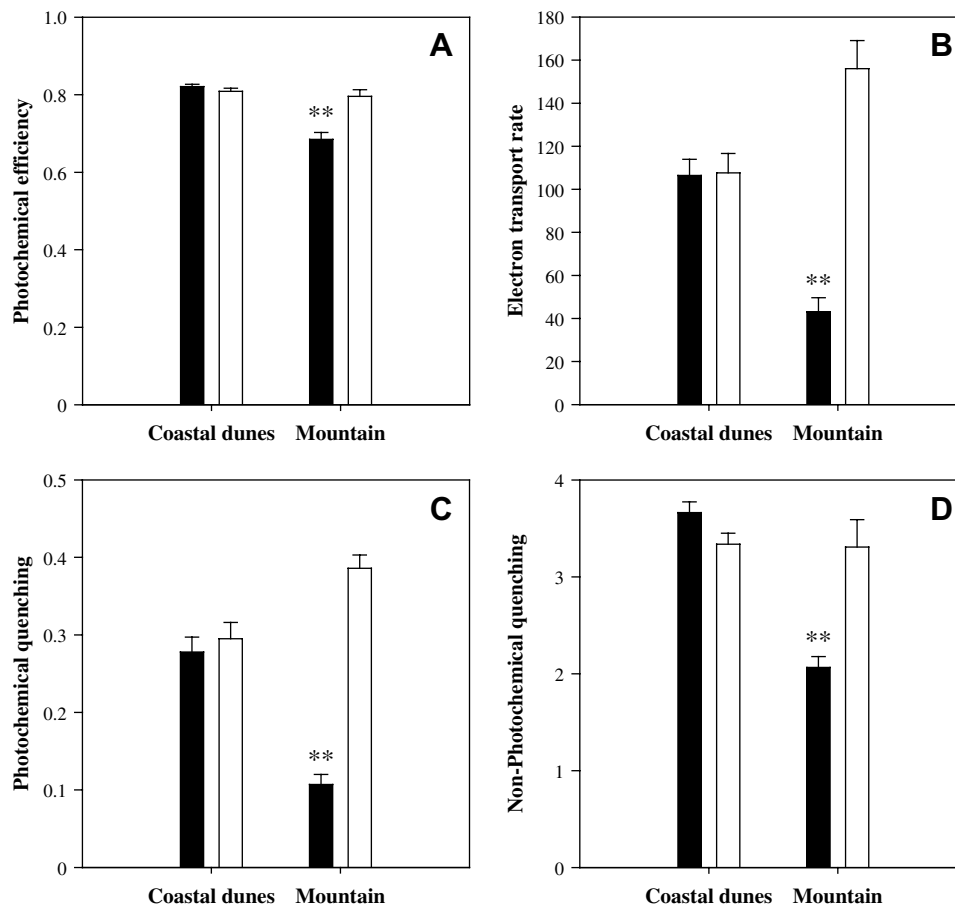 A
Photochemical efficiency
1.0
0.8
0.6
0.4
0.2
0
**
Coastal dunes Mountain
B
Electron transport rate
180
160
140
120
100
80
60
40
20
0
**
Coastal dunes Mountain
C
Photochemical quenching
0.5
0.4
0.3
0.2
0.1
0
**
Coastal dunes Mountain
D
Non-Photochemical quenching
4
3
2
1
0
**
Coastal dunes Mountain